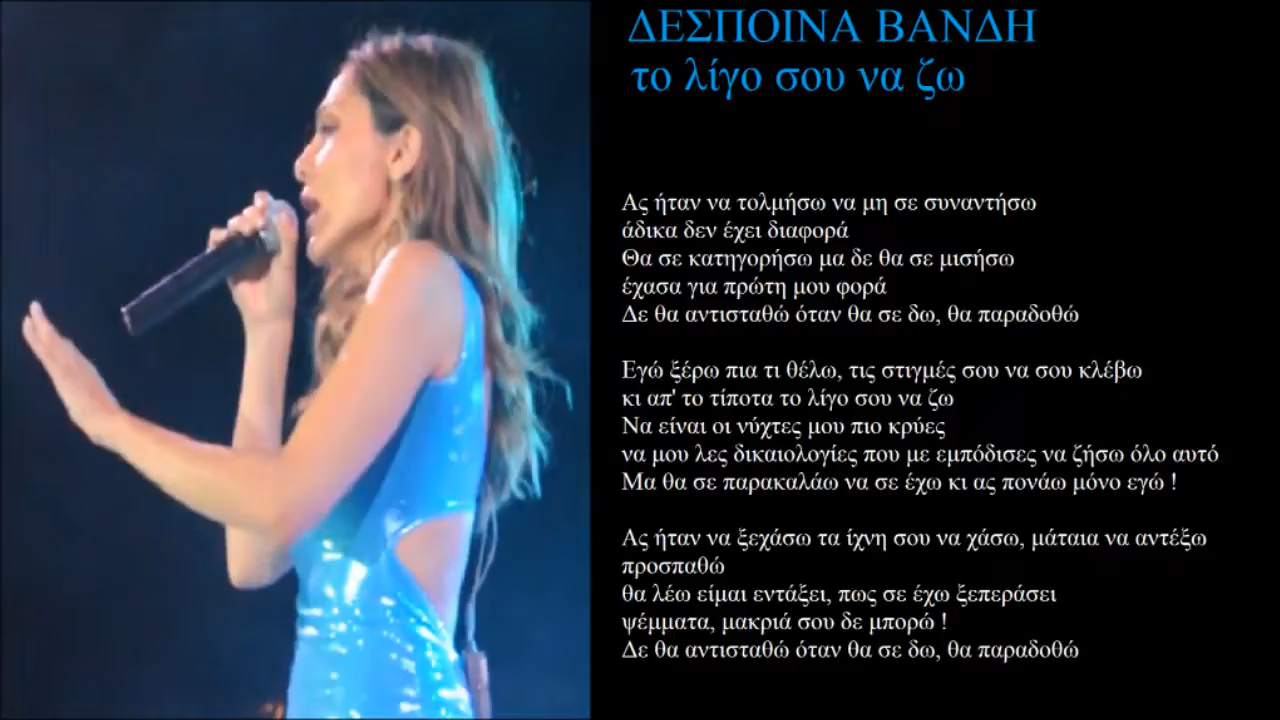 ΔΕΣΠΟΙΝΑ ΒΑΝΔΗ
το λίγο σου να ζω
Ας ήταν να τολμήσω να μη σε συναντήσω
άδικα δεν έχει διαφορά
Θα σε κατηγορήσω μα δε θα σε μισήσω
έχασα για πρώτη μου φορά
Δε θα αντισταθώ όταν θα σε δω, θα παραδοθώ
Εγώ ξέρω πια τι θέλω, τις στιγμές σου να σου κλέβω
κι απ' το τίποτα το λίγο σου να ζω
Να είναι οι νύχτες μου πιο κρύες
να μου λες δικαιολογίες που με εμπόδισες να ζήσω όλο αυτό
Μα θα σε παρακαλάω να σε έχω κι ας πονάω μόνο εγώ !
Ας ήταν να ξεχάσω τα ίχνη σου να χάσω, μάταια να αντέξω
προσπαθώ
θα λέω είμαι εντάξει, πως σε έχω ξεπεράσει
ψέμματα, μακριά σου δε μπορώ !
Δε θα αντισταθώ όταν θα σε δω, θα παραδοθώ